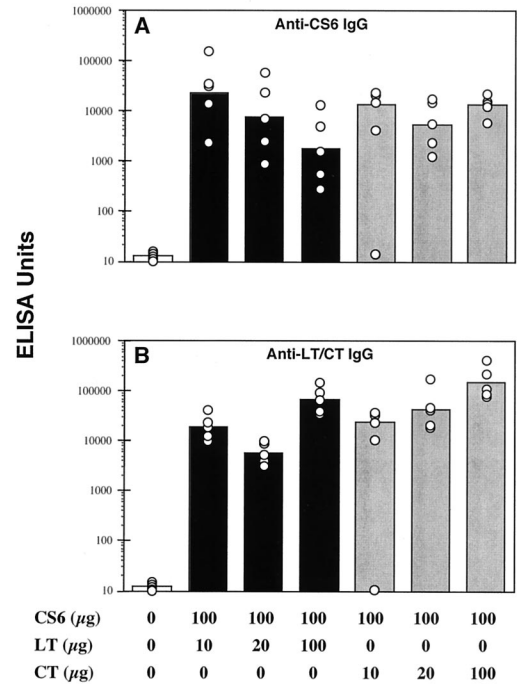 A
Anti-CS6 IgG
1000000
100000
10000
1000
100
10
ELISA Units
B
Anti-LT/CT IgG
1000000
100000
10000
1000
100
10
CS6 (µg) 0 100 100 100 100 100 100
LT (µg) 0 10 20 100 0 0 0
CT (µg) 0 0 0 0 10 20 100